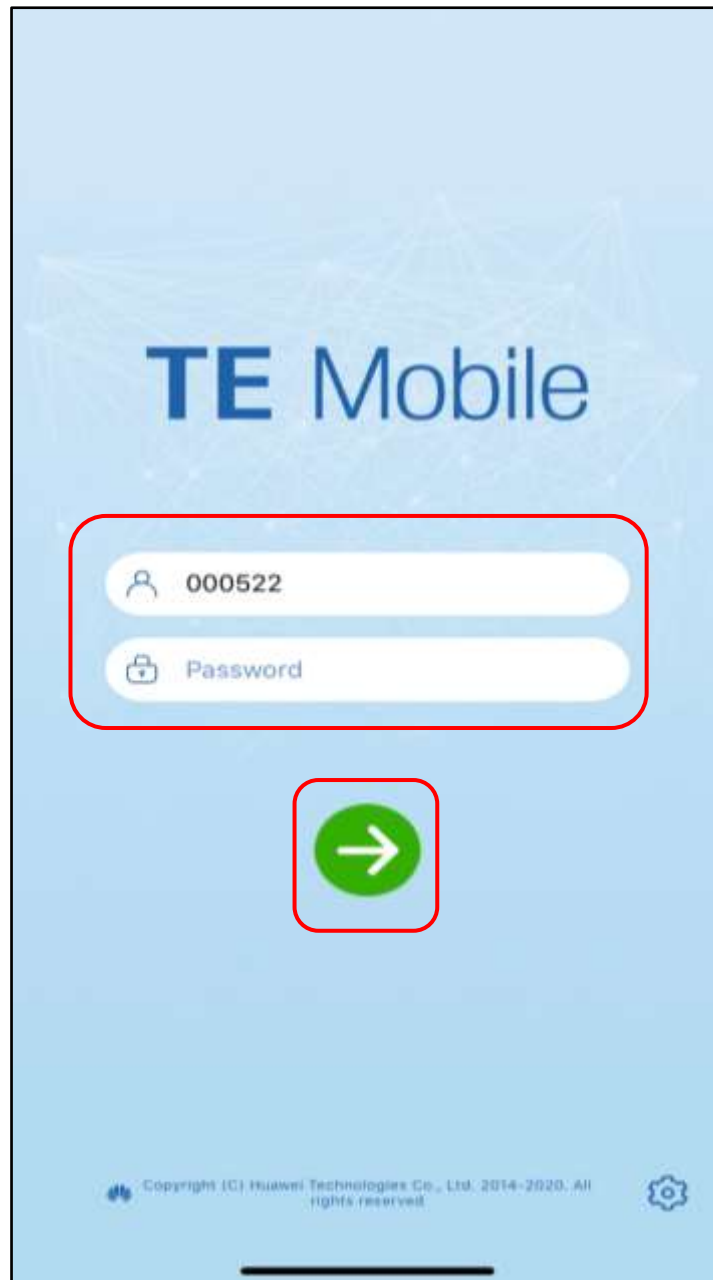 TE Mobile
000522
Password
Copyright (C) Huawei Technologies Co., Ltd. 2014-2020. All
rights reserved